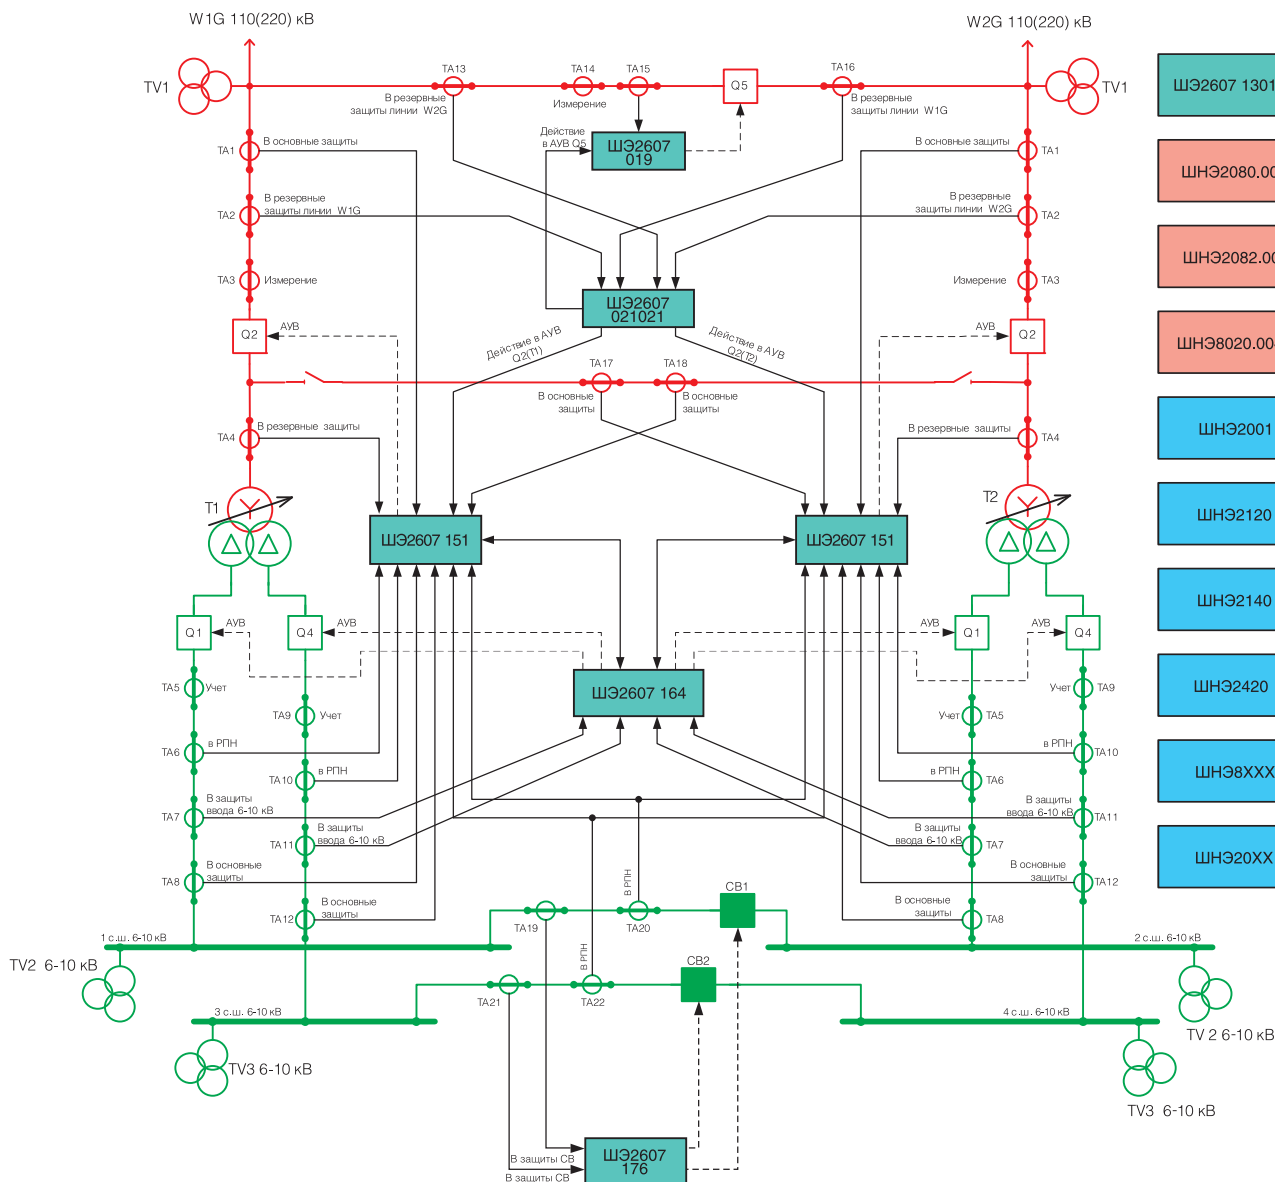 W1G 110(220) кВ
W2G 110(220) кВ
TV1
TA13
TA14
TA15
Q5
TA16
TV1
ШЭ2607 1301
В резервные
защиты линии W2G
Измерение
В резервные
защиты линии W1G
Действие
в АУВ Q5
ШЭ2607
019
TA1
В основные защиты
В основные защиты
TA1
ШНЭ2080.00
TA2
В резервные
защиты линии W1G
В резервные
защиты линии W2G
TA2
ШНЭ2082.00
TA3
Измерение
Измерение
TA3
ШЭ2607
021021
Q2
АУВ
Действие в АУВ
Q2(T1)
Действие в АУВ
Q2(T2)
АУВ
Q2
ШНЭ8020.00
TA17
TA18
В основные
защиты
В основные
защиты
TA4
В резервные защиты
В резервные защиты
TA4
ШНЭ2001
T1
T2
ШЭ2607 151
ШЭ2607 151
ШНЭ2120
Q1
АУВ
Q4
АУВ
АУВ
Q1
АУВ
Q4
ШНЭ2140
ШЭ2607 164
TA5
Учет
TA9
Учет
Учет
TA5
Учет
TA9
ШНЭ2420
TA6
в РПН
TA10
в РПН
в РПН
TA6
в РПН
TA10
ШНЭ8XXX
TA7
В защиты
ввода 6-10 кВ
TA11
В защиты
ввода 6-10 кВ
В защиты
ввода 6-10 кВ
TA7
В защиты
ввода 6-10 кВ
TA11
ШНЭ20XX
TA8
В основные
защиты
TA12
В основные
защиты
В основные
защиты
TA8
В основные
защиты
TA12
В РПН
СВ1
TA19
TA20
1 с.ш. 6-10 кВ
2 с.ш. 6-10 кВ
TV2 6-10 кВ
В РПН
СВ2
TA21
TA22
3 с.ш. 6-10 кВ
4 с.ш. 6-10 кВ
TV 2 6-10 кВ
TV3 6-10 кВ
TV3 6-10 кВ
ШЭ2607
176
В защиты СВ
В защиты СВ